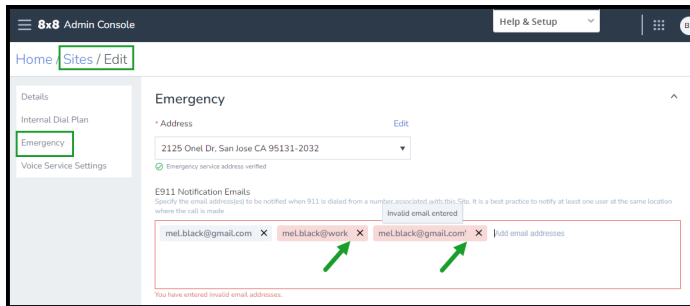 8x8 Admin Console
Help & Setup
Home / Sites / Edit
Details
Internal Dial Plan
Emergency
Voice Service Settings
Emergency
* Address
Edit
2125 Onel Dr, San Jose CA 95131-2032
Emergency service address verified
E911 Notification Emails
Specify the email address(es) to be notified when 911 is dialed from a number associated with this Site. It is a best practice to notify at least one user at the same location
where the call is made
Invalid email entered
mel.black@gmail.com
mel.black@work
mel.black@gmail.com'
Add email addresses
You have entered invalid email addresses.